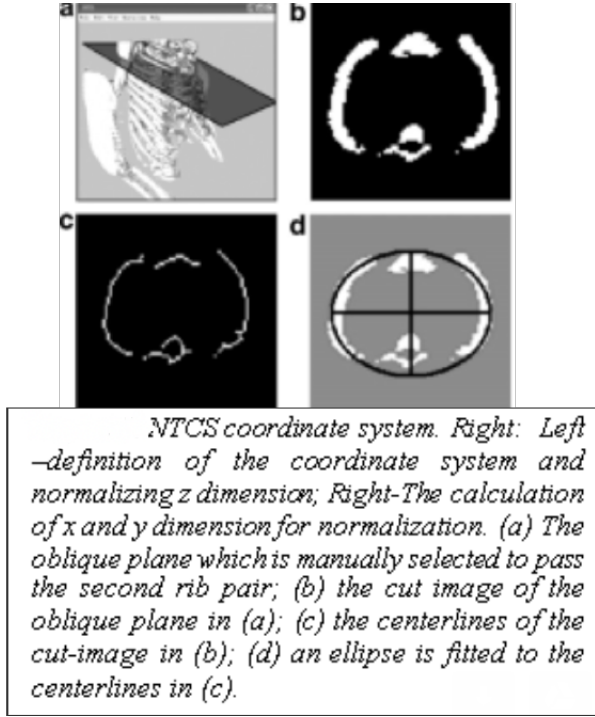 a
b
c
d
NTCS coordinate system. Right: Left
–definition of the coordinate system and
normalizing z dimension; Right-The calculation
of x and y dimension for normalization. (a) The
oblique plane which is manually selected to pass
the second rib pair; (b) the cut image of the
oblique plane in (a); (c) the centerlines of the
cut-image in (b); (d) an ellipse is fitted to the
centerlines in (c).